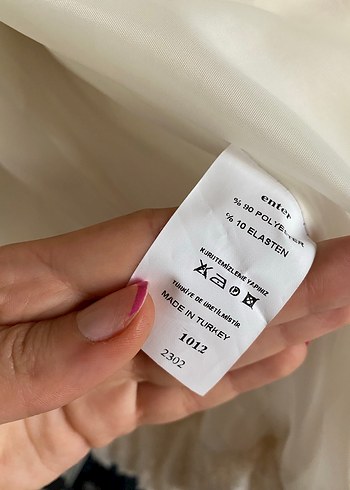 enter
% 90 POLYESTER
% 10 ELASTEN
KURUTEMİZLEME YAPINIZ
TÜRKİYE DE ÜRETİLMİŞTİR
MADE IN TURKEY
1012
2302